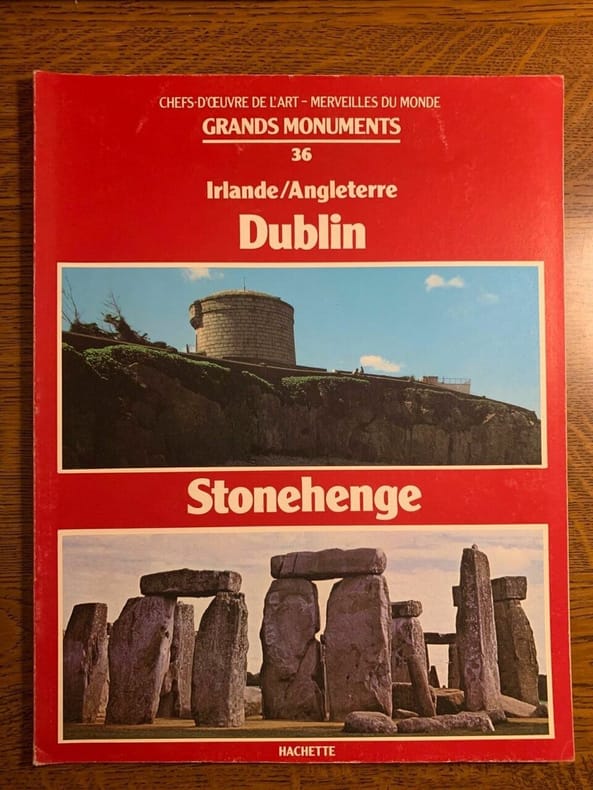 CHEFS-D'ŒUVRE DE L'ART – MERVEILLES DU MONDE
GRANDS MONUMENTS
36
Irlande/Angleterre
Dublin
Stonehenge
HACHETTE